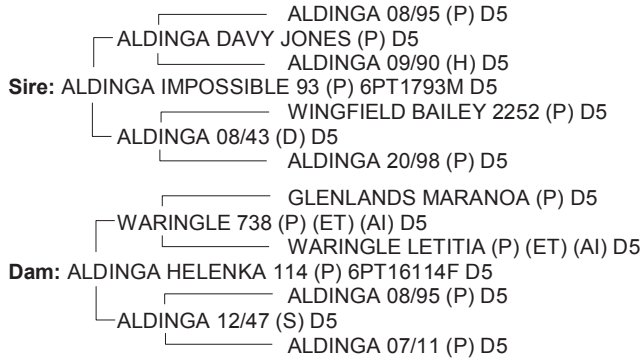 ALDINGA 08/95 (P) D5
ALDINGA DAVY JONES (P) D5
ALDINGA 09/90 (H) D5
Sire: ALDINGA IMPOSSIBLE 93 (P) 6PT1793M D5
WINGFIELD BAILEY 2252 (P) D5
ALDINGA 08/43 (D) D5
ALDINGA 20/98 (P) D5
GLENLANDS MARANOA (P) D5
WARINGLE 738 (P) (ET) (AI) D5
WARINGLE LETITIA (P) (ET) (AI) D5
Dam: ALDINGA HELENKA 114 (P) 6PT16114F D5
ALDINGA 08/95 (P) D5
ALDINGA 12/47 (S) D5
ALDINGA 07/11 (P) D5